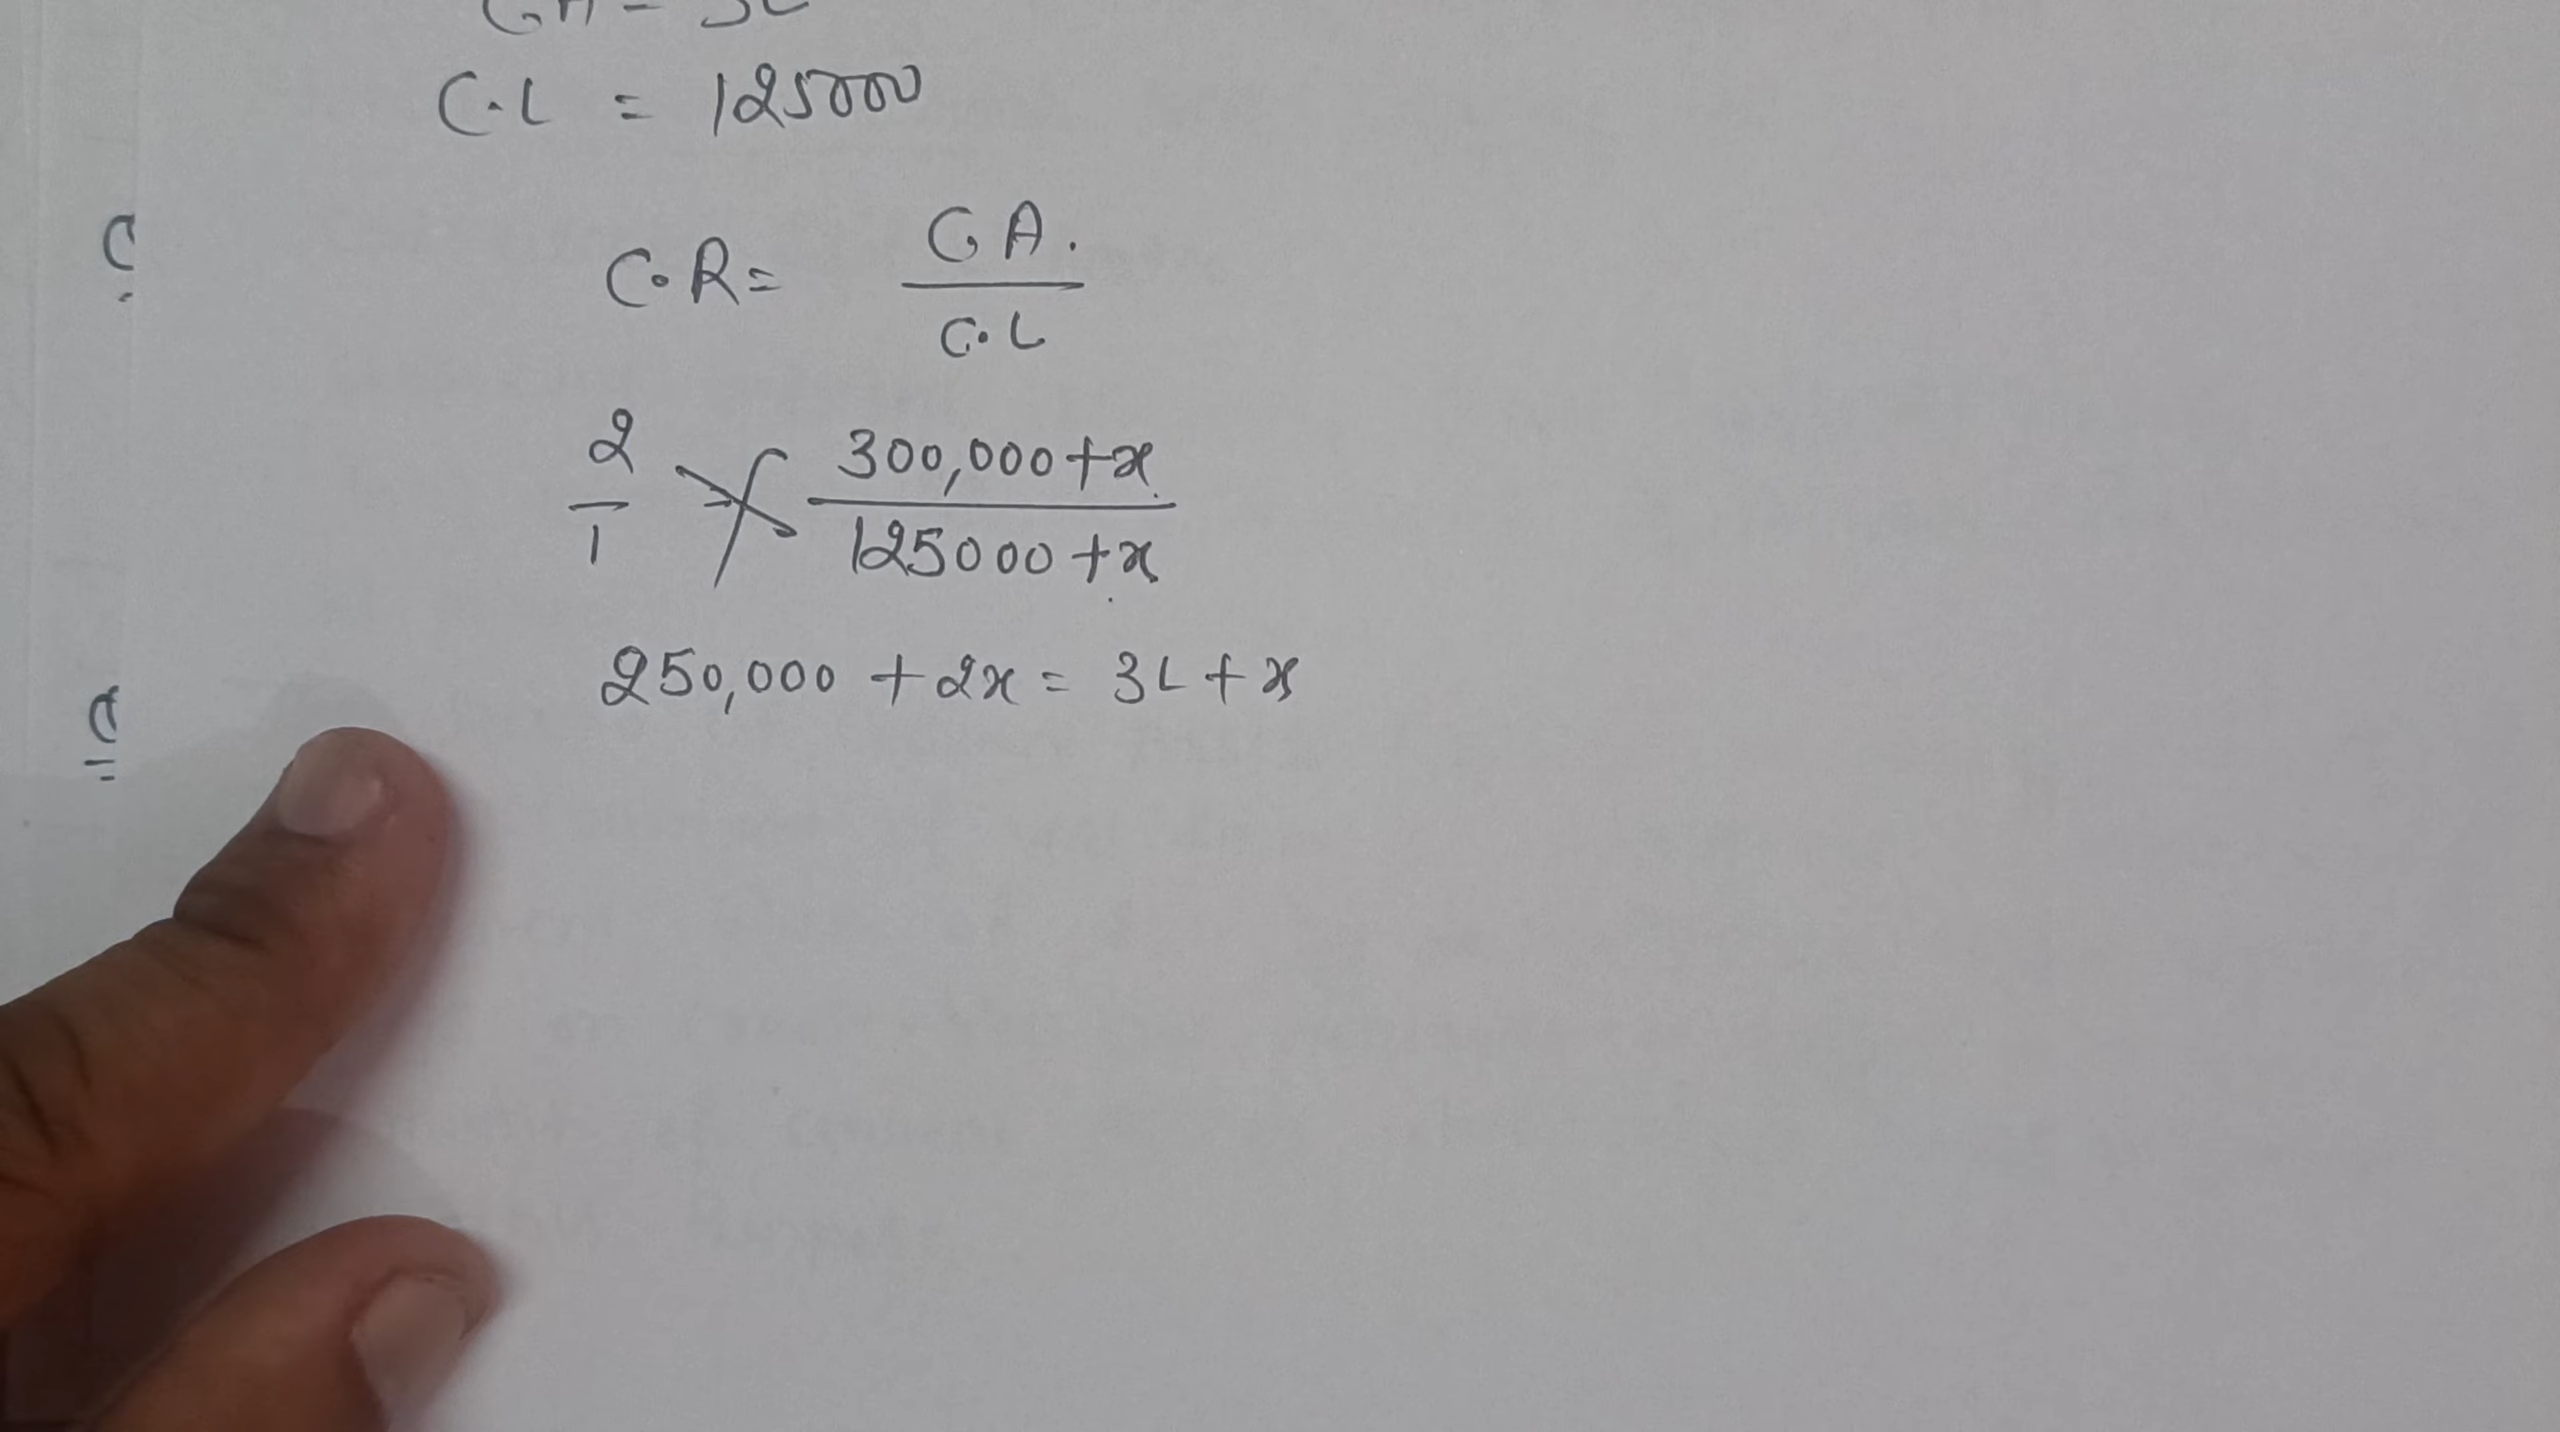 C.L = 125000
C.R = C.A.
C.L
2 300,000+x
1 125000+x
250,000 + 2x = 3L + x